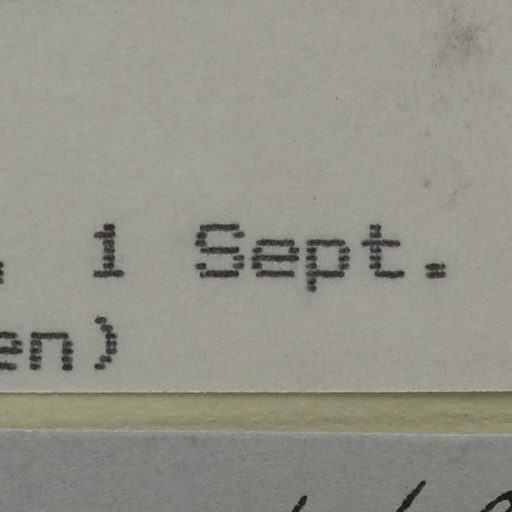 1 Sept.
en)